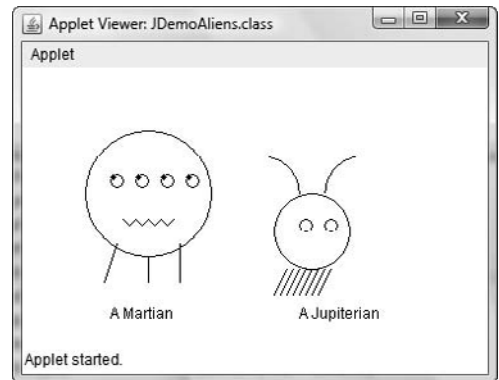 Applet Viewer: JDemoAliens.class
Applet
A Martian
A Jupiterian
Applet started.